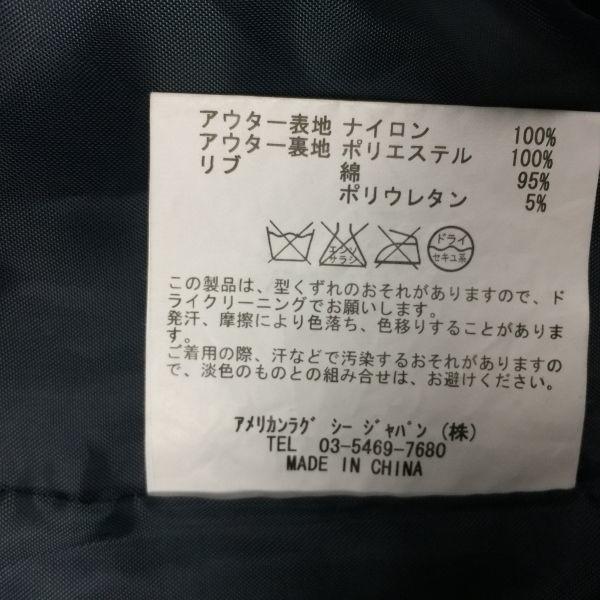 アウター表地 ナイロン 100%
アウター裏地 ポリエステル 100%
リブ 綿 95%
ポリウレタン 5%
エンソサラシ ドライセキユ系
この製品は、型くずれのおそれがありますので、ド
ライクリーニングでお願いします。
発汗、摩擦により色落ち、色移りすることがありま
す。
ご着用の際、汗などで汚染するおそれがありますの
で、淡色のものとの組み合せは、お避けください。
アメリカンラグ シー ジャパン (株)
TEL 03-5469-7680
MADE IN CHINA